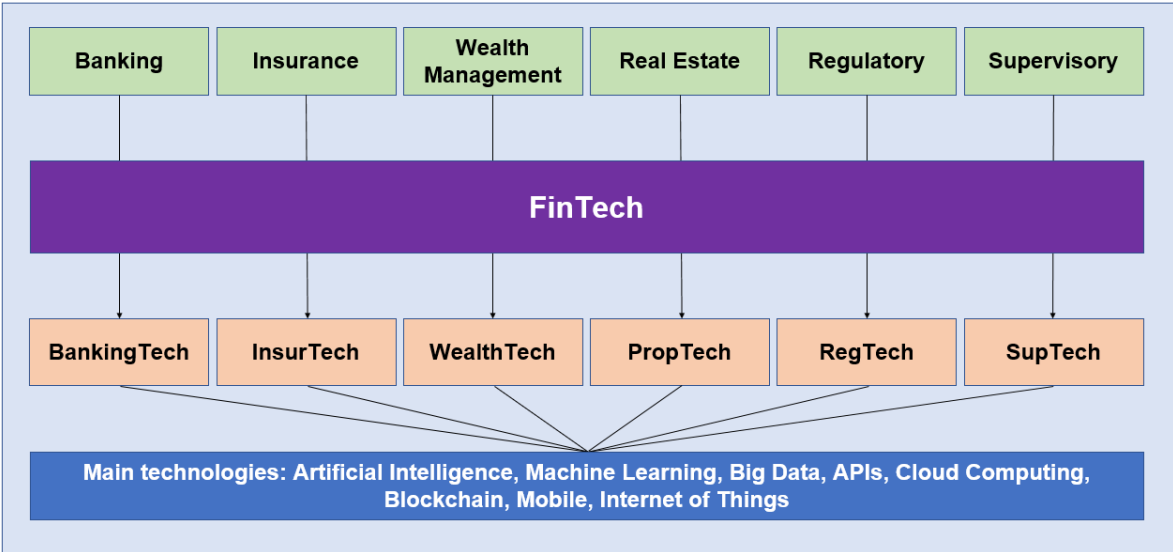 Banking
Insurance
Wealth
Management
Real Estate
Regulatory
Supervisory
FinTech
BankingTech
InsurTech
WealthTech
PropTech
RegTech
SupTech
Main technologies: Artificial Intelligence, Machine Learning, Big Data, APIs, Cloud Computing,
Blockchain, Mobile, Internet of Things